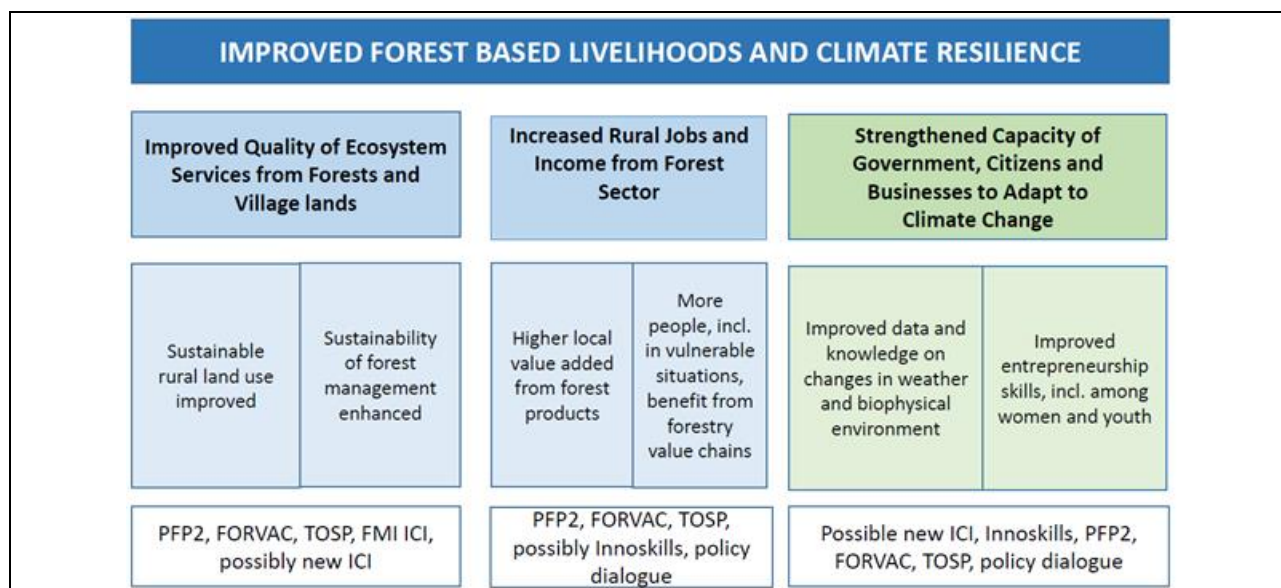 IMPROVED FOREST BASED LIVELIHOODS AND CLIMATE RESILIENCE
Improved Quality of Ecosystem
Services from Forests and
Village lands
Increased Rural Jobs and
Income from Forest
Sector
Strengthened Capacity of
Government, Citizens and
Businesses to Adapt to
Climate Change
Sustainable
rural land use
improved
Sustainability
of forest
management
enhanced
Higher local
value added
from forest
products
More
people, incl.
in vulnerable
situations,
benefit from
forestry
value chains
Improved data and
knowledge on
changes in weather
and biophysical
environment
Improved
entrepreneurship
skills, incl. among
women and youth
PFP2, FORVAC, TOSP, FMI ICI,
possibly new ICI
PFP2, FORVAC, TOSP,
possibly Innoskills, policy
dialogue
Possible new ICI, Innoskills, PFP2,
FORVAC, TOSP, policy dialogue